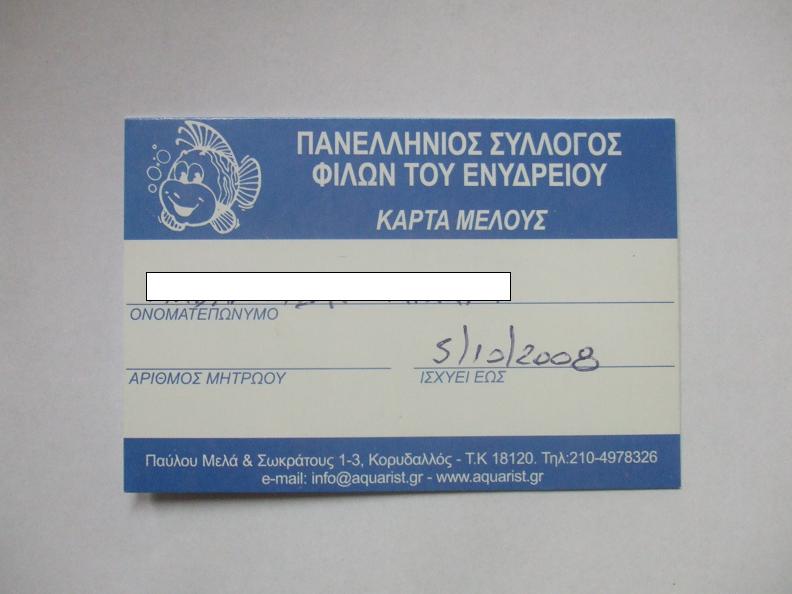 ΠΑΝΕΛΛΗΝΙΟΣ ΣΥΛΛΟΓΟΣ
ΦΙΛΩΝ ΤΟΥ ΕΝΥΔΡΕΙΟΥ
ΚΑΡΤΑ ΜΕΛΟΥΣ
ΟΝΟΜΑΤΕΠΩΝΥΜΟ
5/10/2008
ΑΡΙΘΜΟΣ ΜΗΤΡΩΟΥ ΙΣΧΥΕΙ ΕΩΣ
Παύλου Μελά & Σωκράτους 1-3, Κορυδαλλός - Τ.Κ 18120. Τηλ:210-4978326
e-mail: info@aquarist.gr - www.aquarist.gr